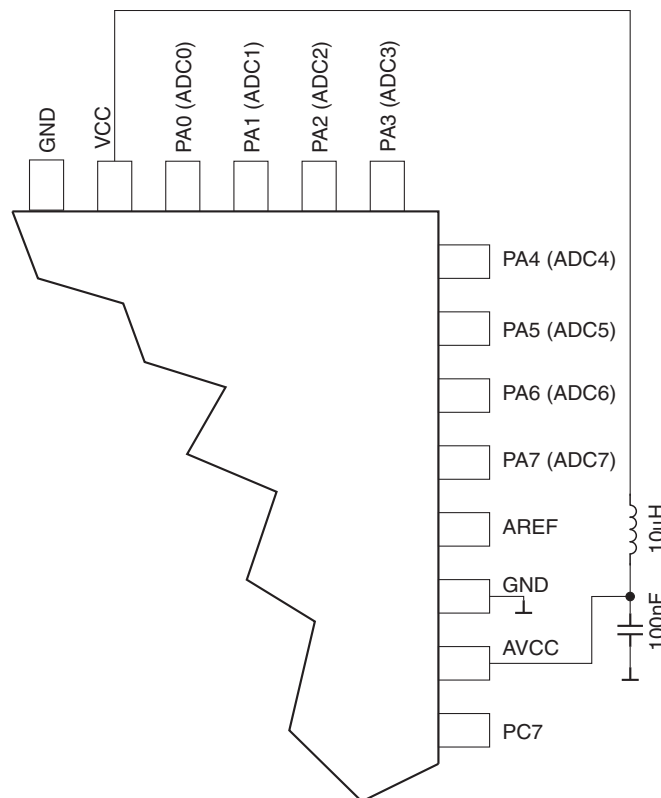 GND
VCC
PA0 (ADC0)
PA1 (ADC1)
PA2 (ADC2)
PA3 (ADC3)
PA4 (ADC4)
PA5 (ADC5)
PA6 (ADC6)
PA7 (ADC7)
AREF
10μH
GND
AVCC
100nF
PC7